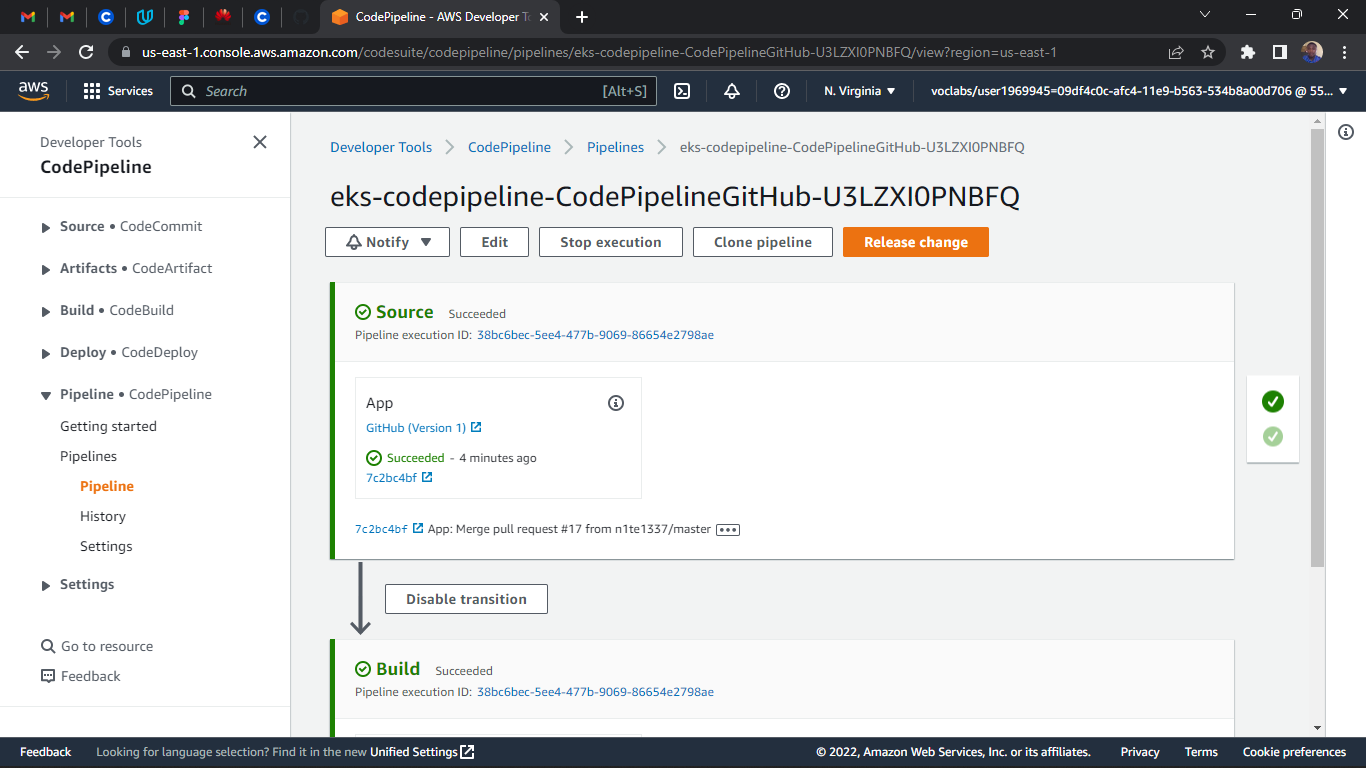 CodePipeline - AWS Developer To
us-east-1.console.aws.amazon.com/codesuite/codepipeline/pipelines/eks-codepipeline-CodePipelineGitHub-U3LZXI0PNBFQ/view?region=us-east-1
aws
Services
Search
[Alt+S]
N. Virginia
voclabs/user1969945=09df4c0c-afc4-11e9-b563-534b8a00d706 @ 55...
Developer Tools
CodePipeline
Source • CodeCommit
Artifacts • CodeArtifact
Build • CodeBuild
Deploy • CodeDeploy
Pipeline • CodePipeline
Getting started
Pipelines
Pipeline
History
Settings
Settings
Go to resource
Feedback
Developer Tools
CodePipeline
Pipelines
eks-codepipeline-CodePipelineGitHub-U3LZXI0PNBFQ
eks-codepipeline-CodePipelineGitHub-U3LZXI0PNBFQ
Notify
Edit
Stop execution
Clone pipeline
Release change
Source Succeeded
Pipeline execution ID: 38bc6bec-5ee4-477b-9069-86654e2798ae
App
GitHub (Version 1)
Succeeded - 4 minutes ago
7c2bc4bf
7c2bc4bf App: Merge pull request #17 from n1te1337/master
Disable transition
Build Succeeded
Pipeline execution ID: 38bc6bec-5ee4-477b-9069-86654e2798ae
Feedback
Looking for language selection? Find it in the new Unified Settings
© 2022, Amazon Web Services, Inc. or its affiliates.
Privacy
Terms
Cookie preferences